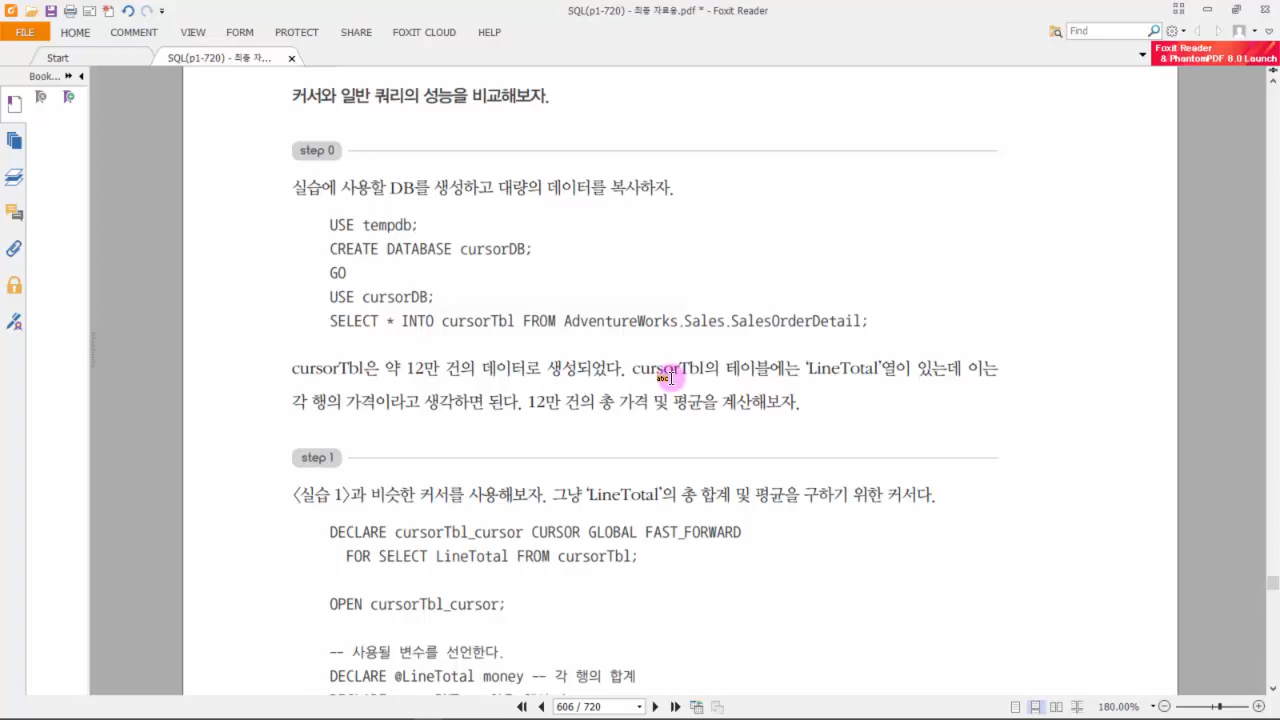 SQL(p1-720) - 최종 자료용.pdf * - Foxit Reader
FILE HOME COMMENT VIEW FORM PROTECT SHARE FOXIT CLOUD HELP
Find
Start
SQL(p1-720) - 최종 자...
Foxit Reader
& PhantomPDF 8.0 Launch
Book...
커서와 일반 쿼리의 성능을 비교해보자.
step 0
실습에 사용할 DB를 생성하고 대량의 데이터를 복사하자.
USE tempdb;
CREATE DATABASE cursorDB;
GO
USE cursorDB;
SELECT * INTO cursorTbl FROM AdventureWorks.Sales.SalesOrderDetail;
cursorTbl은 약 12만 건의 데이터로 생성되었다. cursorTbl의 테이블에는 ‘LineTotal’열이 있는데 이는
각 행의 가격이라고 생각하면 된다. 12만 건의 총 가격 및 평균을 계산해보자.
step 1
〈실습 1〉과 비슷한 커서를 사용해보자. 그냥 ‘LineTotal’의 총 합계 및 평균을 구하기 위한 커서다.
DECLARE cursorTbl_cursor CURSOR GLOBAL FAST_FORWARD
FOR SELECT LineTotal FROM cursorTbl;
OPEN cursorTbl_cursor;
-- 사용될 변수를 선언한다.
DECLARE @LineTotal money -- 각 행의 합계
606 / 720
180.00%